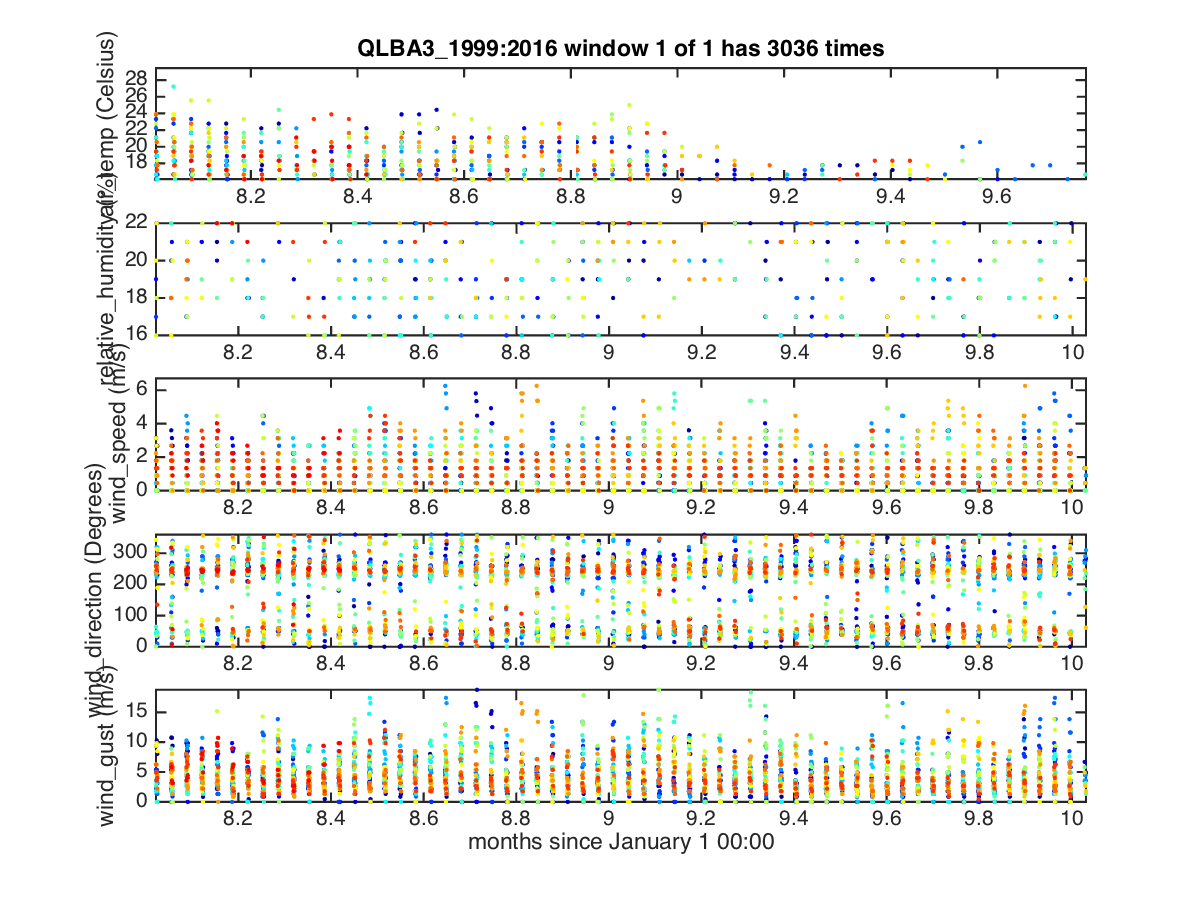 QLBA3_1999:2016 window 1 of 1 has 3036 times
air_temp (Celsius)
28
26
24
22
20
18
8.2 8.4 8.6 8.8 9 9.2 9.4 9.6
relative_humidity (%)
22
20
18
16
8.2 8.4 8.6 8.8 9 9.2 9.4 9.6 9.8 10
wind_speed (m/s)
6
4
2
0
8.2 8.4 8.6 8.8 9 9.2 9.4 9.6 9.8 10
wind_direction (Degrees)
300
200
100
0
8.2 8.4 8.6 8.8 9 9.2 9.4 9.6 9.8 10
wind_gust (m/s)
15
10
5
0
8.2 8.4 8.6 8.8 9 9.2 9.4 9.6 9.8 10
months since January 1 00:00